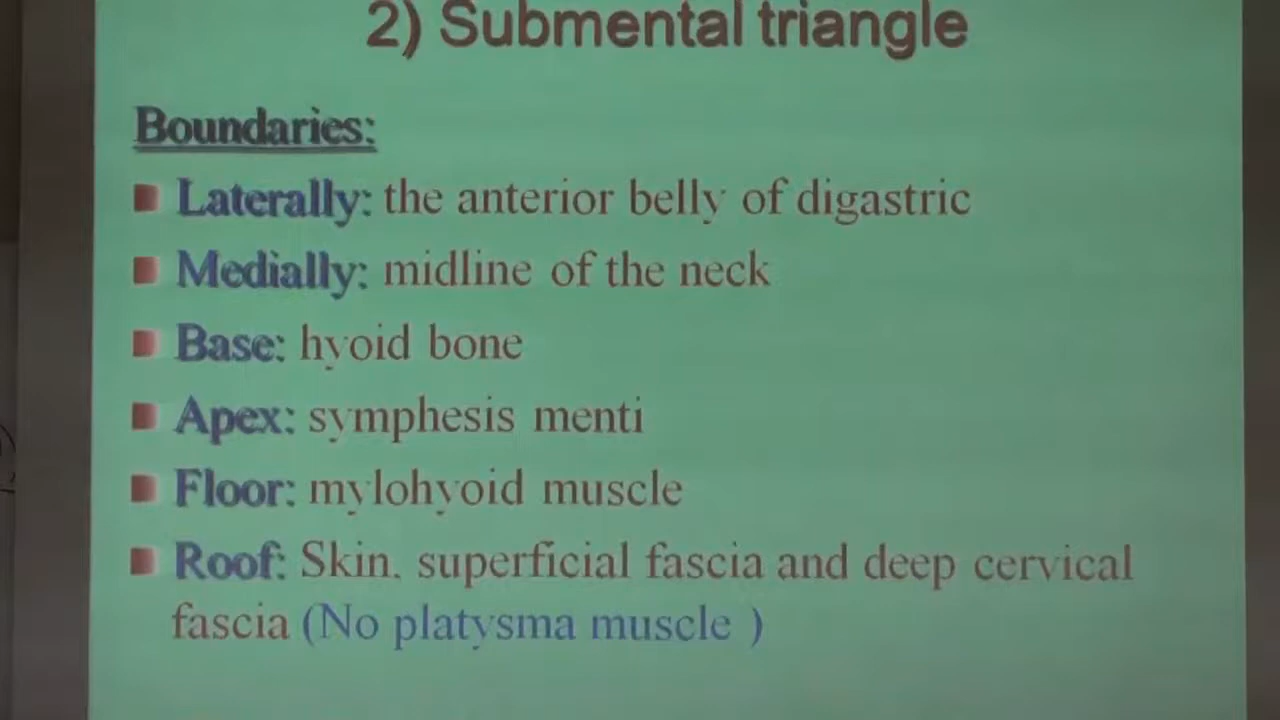 2) Submental triangle
Boundaries:
Laterally: the anterior belly of digastric
Medially: midline of the neck
Base: hyoid bone
Apex: symphesis menti
Floor: mylohyoid muscle
Roof: Skin, superficial fascia and deep cervical
fascia (No platysma muscle )